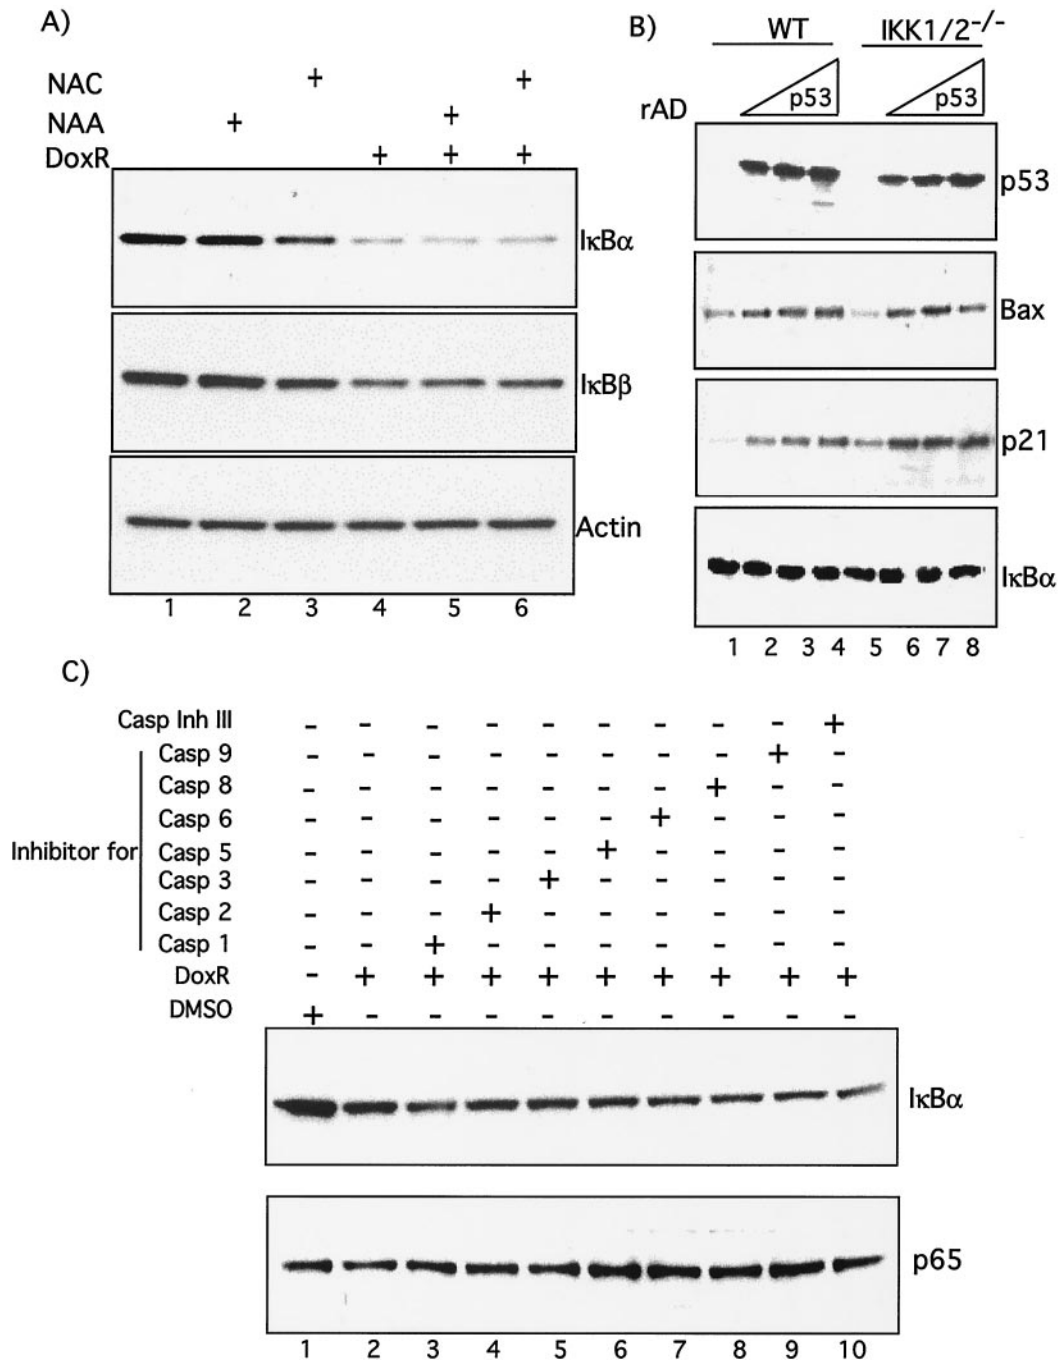 A)
NAC + +
NAA + +
DoxR + + +
IκBα
IκBβ
Actin
1 2 3 4 5 6
B)
WT IKK1/2-/-
rAD p53 p53
p53
Bax
p21
IκBα
1 2 3 4 5 6 7 8
C)
Casp Inh III - - - - - - - - - +
Casp 9 - - - - - - - - + -
Casp 8 - - - - - - - + - -
Casp 6 - - - - - - + - - -
Inhibitor for Casp 5 - - - - - + - - - -
Casp 3 - - - - + - - - - -
Casp 2 - - - + - - - - - -
Casp 1 - - + - - - - - - -
DoxR - + + + + + + + + +
DMSO + - - - - - - - - -
IκBα
p65
1 2 3 4 5 6 7 8 9 10